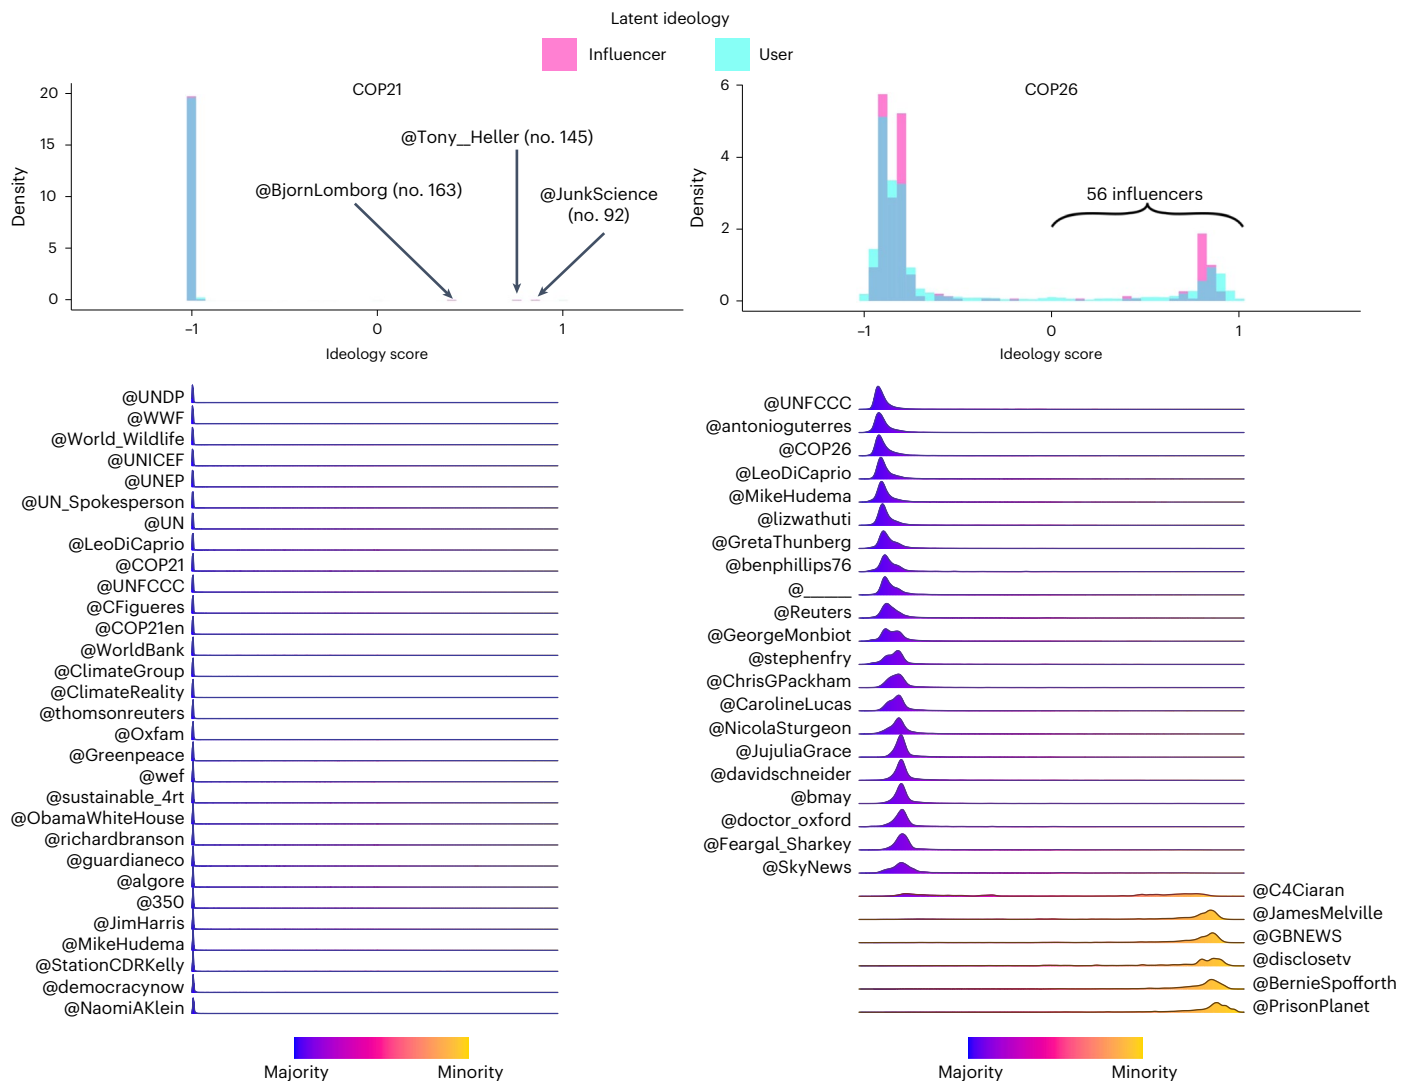 Latent ideology
Influencer
User
COP21
20
15
10
5
0
Density
@Tony__Heller (no. 145)
@BjornLomborg (no. 163)
@JunkScience
(no. 92)
–1
0
1
Ideology score
COP26
6
4
2
0
Density
56 influencers
–1
0
1
Ideology score
@UNDP
@WWF
@World_Wildlife
@UNICEF
@UNEP
@UN_Spokesperson
@UN
@LeoDiCaprio
@COP21
@UNFCCC
@CFigueres
@COP21en
@WorldBank
@ClimateGroup
@ClimateReality
@thomsonreuters
@Oxfam
@Greenpeace
@wef
@sustainable_4rt
@ObamaWhiteHouse
@richardbranson
@guardianeco
@algore
@350
@JimHarris
@MikeHudema
@StationCDRKelly
@democracynow
@NaomiAKlein
Majority
Minority
@UNFCCC
@antonioguterres
@COP26
@LeoDiCaprio
@MikeHudema
@lizwathuti
@GretaThunberg
@benphillips76
@_____
@Reuters
@GeorgeMonbiot
@stephenfry
@ChrisGPackham
@CarolineLucas
@NicolaSturgeon
@JujuliaGrace
@davidschneider
@bmay
@doctor_oxford
@Feargal_Sharkey
@SkyNews
@C4Ciaran
@JamesMelville
@GBNEWS
@disclosetv
@BernieSpofforth
@PrisonPlanet
Majority
Minority